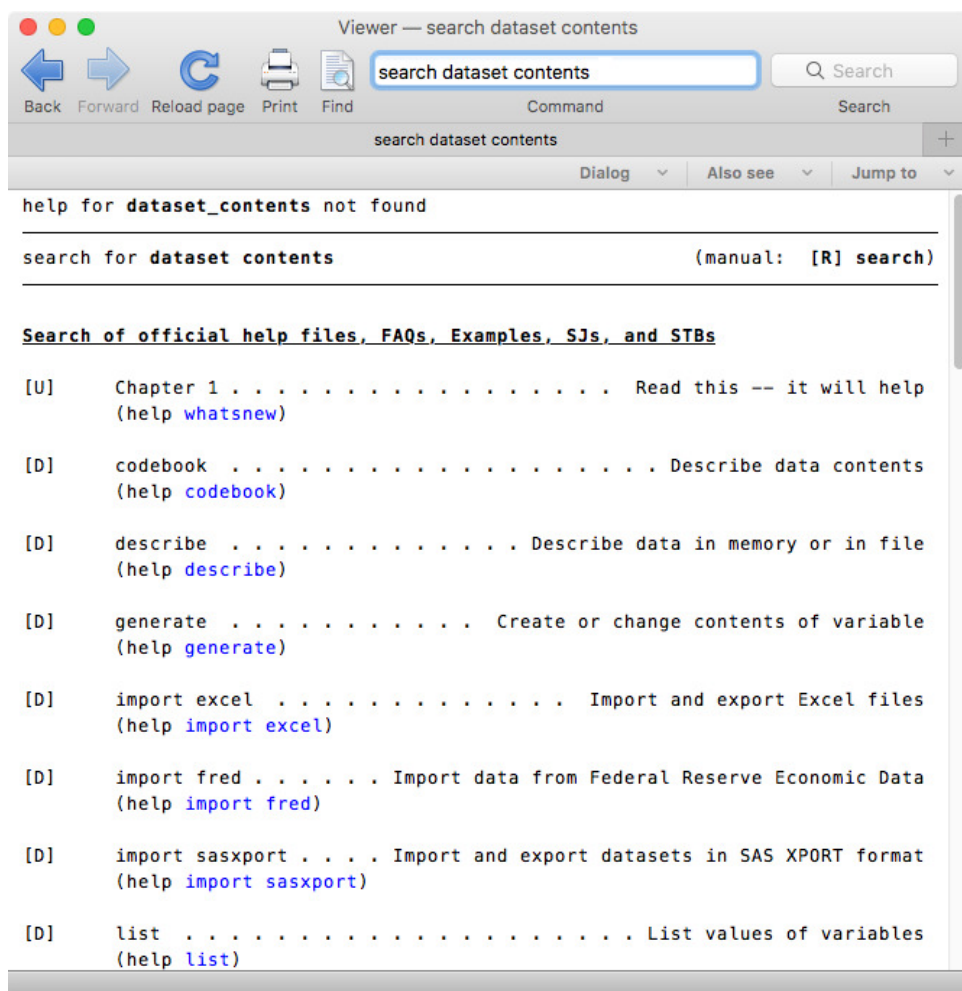 Viewer — search dataset contents
search dataset contents
Search
Back Forward Reload page Print Find Command Search
search dataset contents +
Dialog Also see Jump to
help for dataset_contents not found
search for dataset contents (manual: [R] search)
Search of official help files, FAQs, Examples, SJs, and STBs
[U] Chapter 1 . . . . . . . . . . . . . . . . . Read this -- it will help
(help whatsnew)
[D] codebook . . . . . . . . . . . . . . . . . . . Describe data contents
(help codebook)
[D] describe . . . . . . . . . . . . . Describe data in memory or in file
(help describe)
[D] generate . . . . . . . . . . . Create or change contents of variable
(help generate)
[D] import excel . . . . . . . . . . . . . Import and export Excel files
(help import excel)
[D] import fred . . . . . . Import data from Federal Reserve Economic Data
(help import fred)
[D] import sasxport . . . . Import and export datasets in SAS XPORT format
(help import sasxport)
[D] list . . . . . . . . . . . . . . . . . . . . List values of variables
(help list)